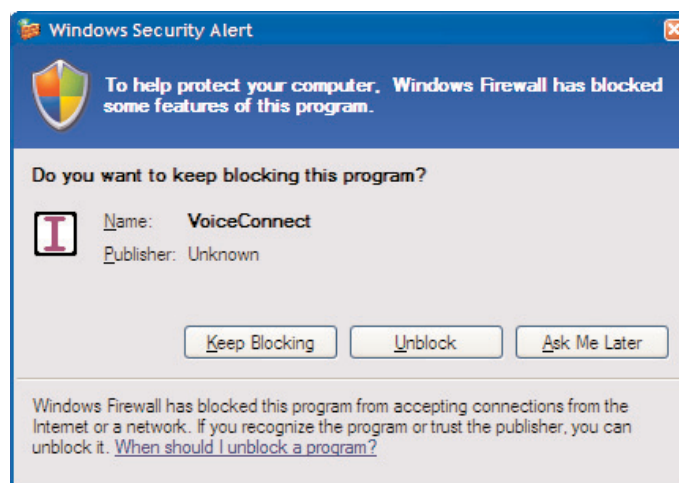 Windows Security Alert
To help protect your computer, Windows Firewall has blocked
some features of this program.
Do you want to keep blocking this program?
Name: VoiceConnect
Publisher: Unknown
Keep Blocking Unblock Ask Me Later
Windows Firewall has blocked this program from accepting connections from the
Internet or a network. If you recognize the program or trust the publisher, you can
unblock it. When should I unblock a program?